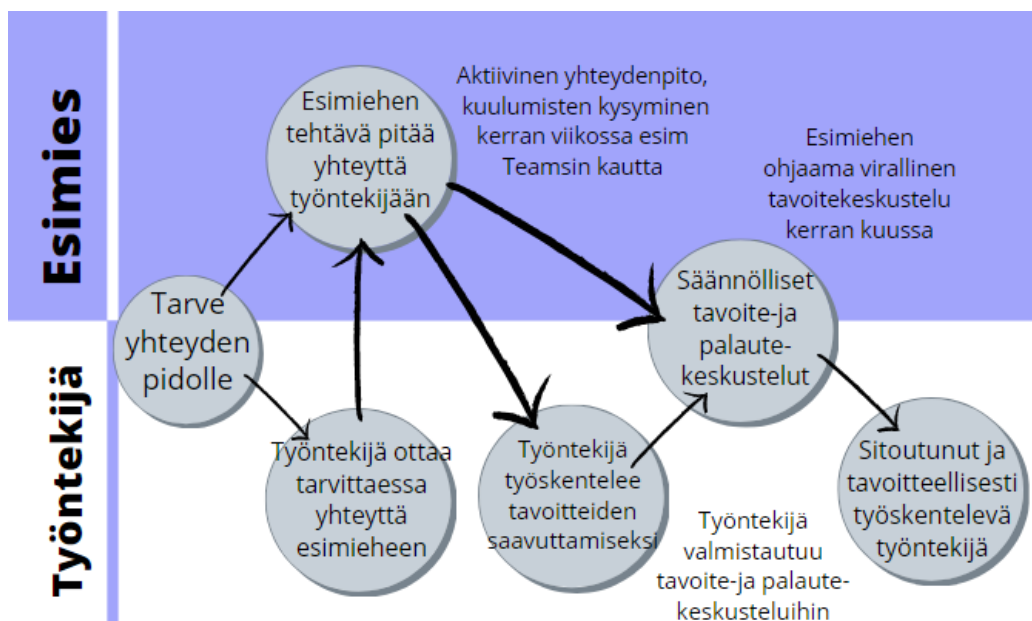 Esimies
Työntekijä
Tarve
yhteyden
pidolle
Esimiehen
tehtävä pitää
yhteyttä
työntekijään
Aktiivinen yhteydenpito,
kuulumisten kysyminen
kerran viikossa esim
Teamsin kautta
Esimiehen
ohjaama virallinen
tavoitekeskustelu
kerran kuussa
Säännölliset
tavoite-ja
palaute-
keskustelut
Työntekijä ottaa
tarvittaessa
yhteyttä
esimieheen
Työntekijä
työskentelee
tavoitteiden
saavuttamiseksi
Työntekijä
valmistautuu
tavoite-ja palaute-
keskusteluihin
Sitoutunut ja
tavoitteellisesti
työskentelevä
työntekijä